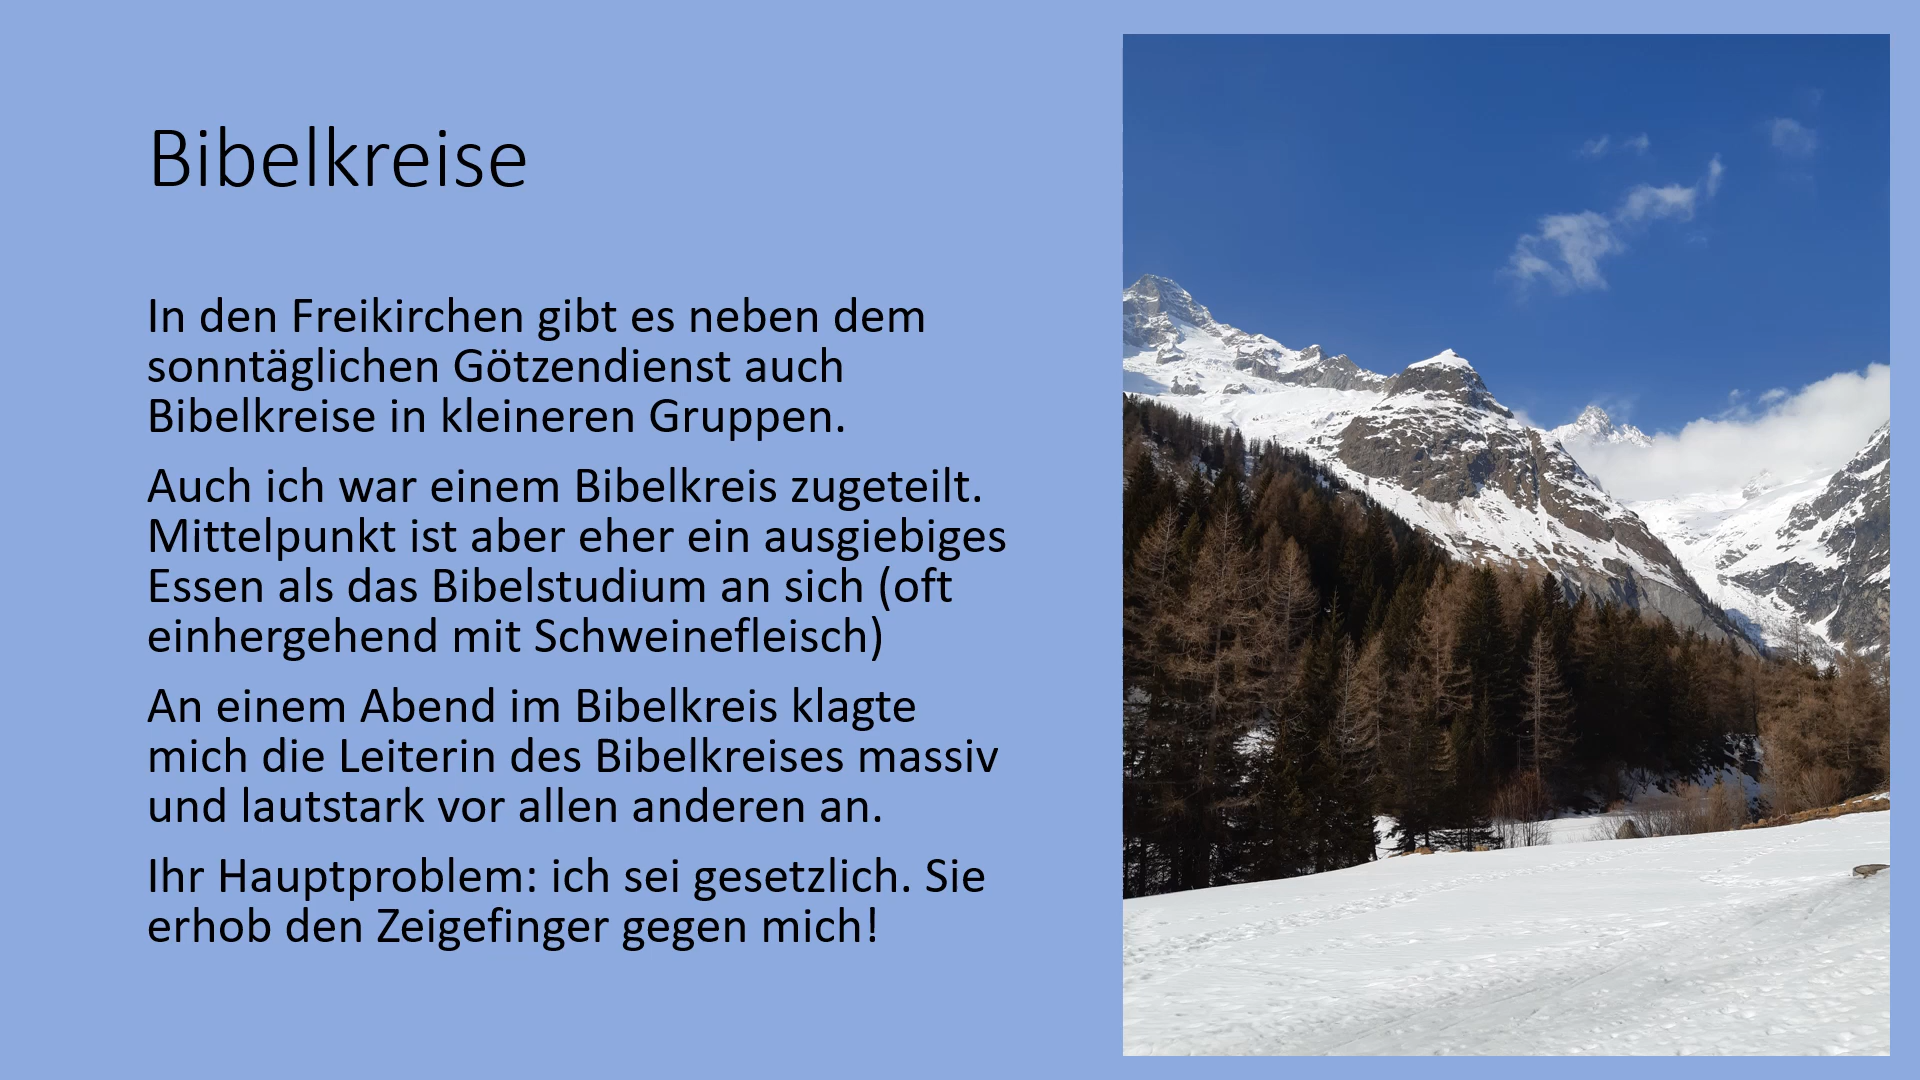 Bibelkreise
In den Freikirchen gibt es neben dem
sonntäglichen Götzendienst auch
Bibelkreise in kleineren Gruppen.
Auch ich war einem Bibelkreis zugeteilt.
Mittelpunkt ist aber eher ein ausgiebiges
Essen als das Bibelstudium an sich (oft
einhergehend mit Schweinefleisch)
An einem Abend im Bibelkreis klagte
mich die Leiterin des Bibelkreises massiv
und lautstark vor allen anderen an.
Ihr Hauptproblem: ich sei gesetzlich. Sie
erhob den Zeigefinger gegen mich!